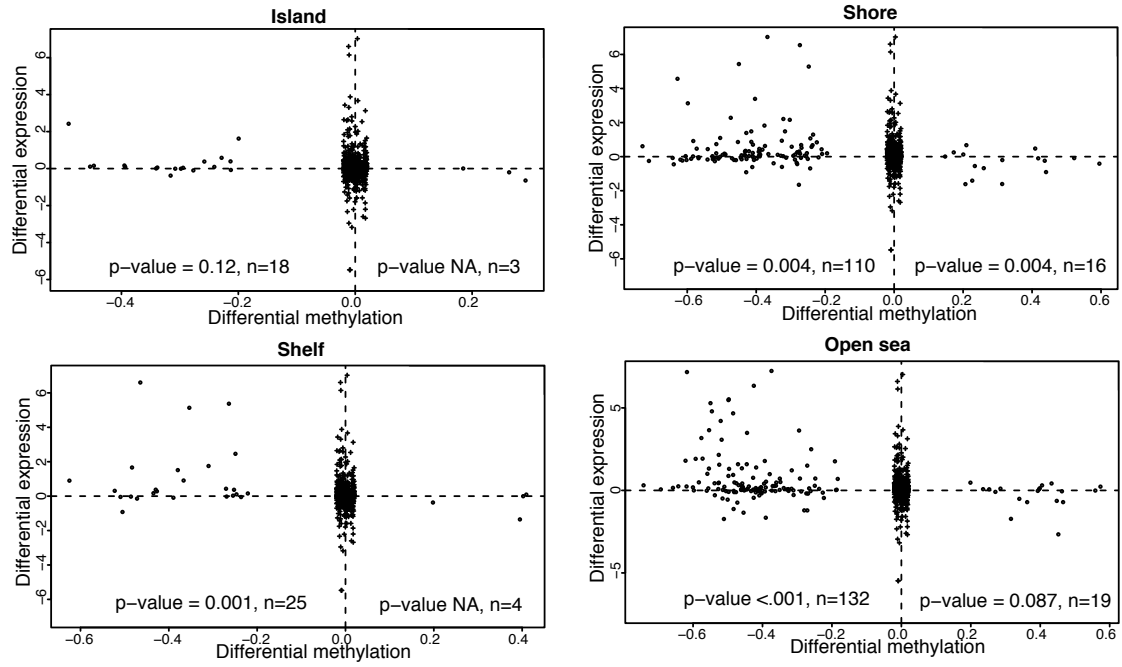 Island
Differential expression
6
4
2
0
−2
−4
−6
p−value = 0.12, n=18
p−value NA, n=3
−0.4
−0.2
0.0
0.2
Differential methylation
Shore
Differential expression
6
4
2
0
−2
−4
−6
p−value = 0.004, n=110
p−value = 0.004, n=16
−0.6
−0.4
−0.2
0.0
0.2
0.4
0.6
Differential methylation
Shelf
Differential expression
6
4
2
0
−2
−4
−6
p−value = 0.001, n=25
p−value NA, n=4
−0.6
−0.4
−0.2
0.0
0.2
0.4
Differential methylation
Open sea
Differential expression
5
0
−5
p−value <.001, n=132
p−value = 0.087, n=19
−0.6
−0.4
−0.2
0.0
0.2
0.4
0.6
Differential methylation